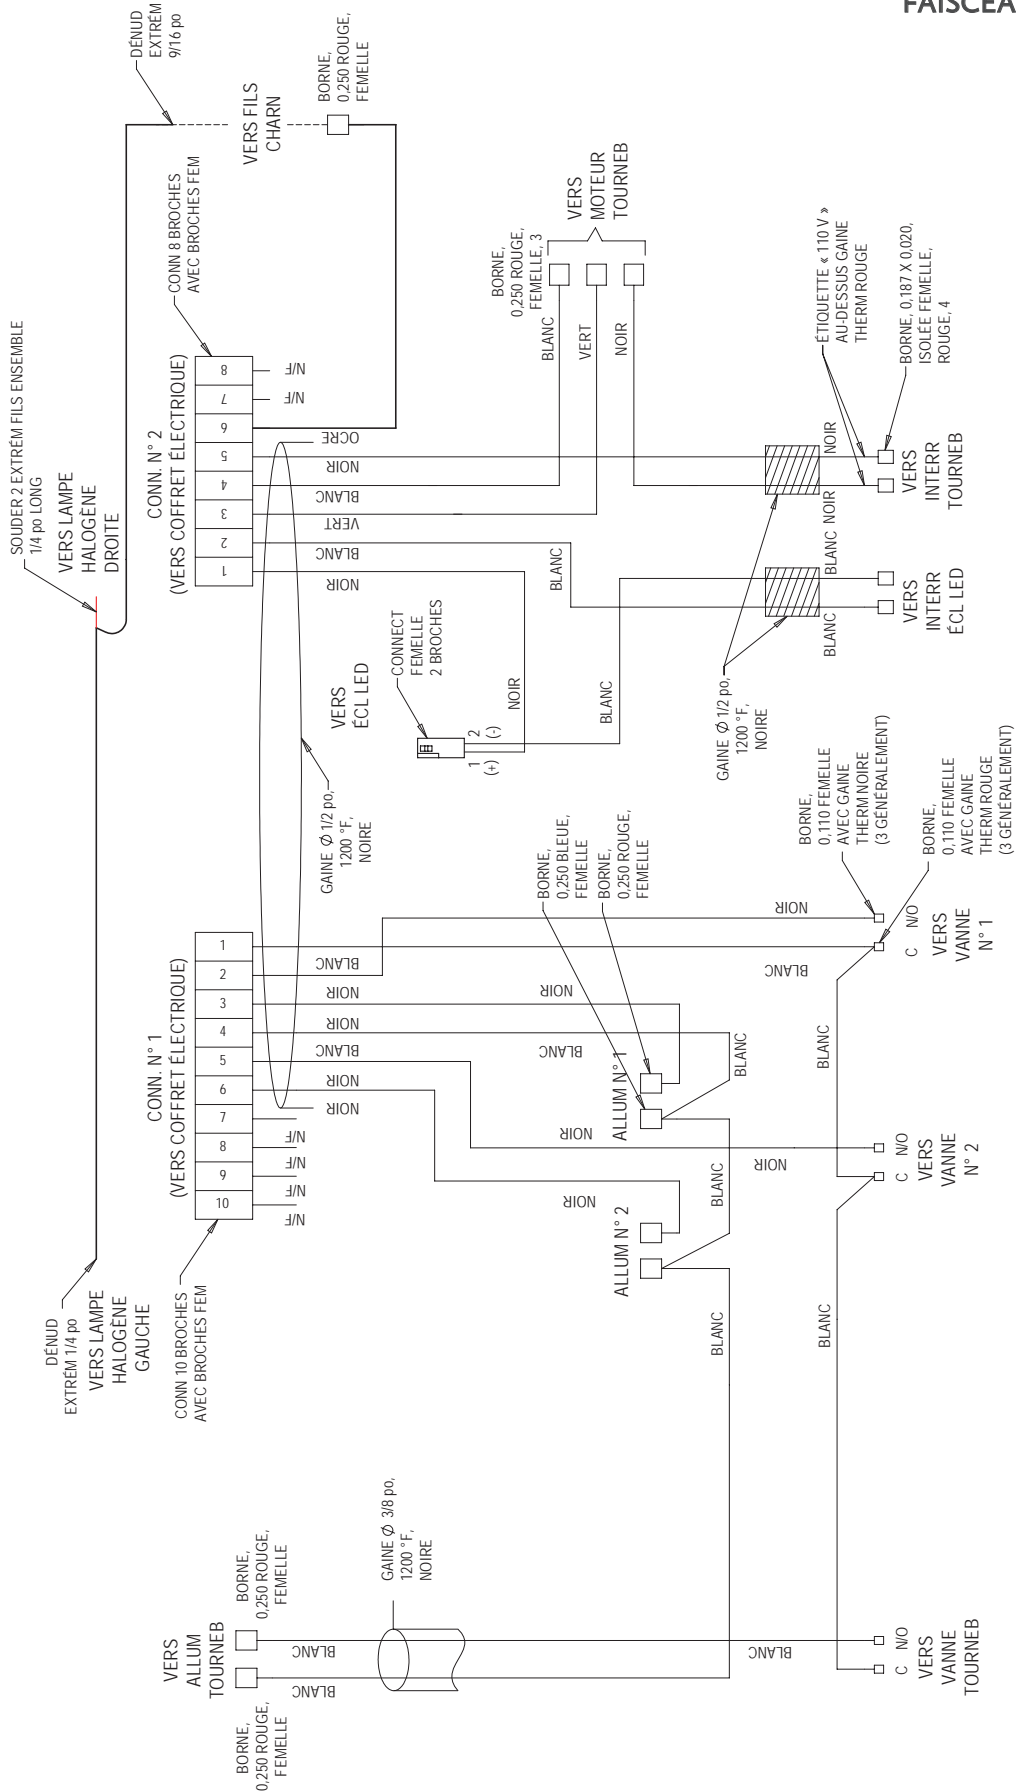 FAISCEA
DÉNUD
EXTRÉM
9/16 po
VERS FILS
CHARN
BORNE,
0,250 ROUGE,
FEMELLE
SOUDER 2 EXTRÉM FILS ENSEMBLE
1/4 po LONG
VERS LAMPE
HALOGÈNE
DROITE
CONN. N° 2
(VERS COFFRET ÉLECTRIQUE)
CONN 8 BROCHES
AVEC BROCHES FEM
1
2
3
4
5
6
7
8
NOIR
BLANC
VERT
BLANC
NOIR
OCRE
N/F
N/F
BORNE,
0,250 ROUGE,
FEMELLE, 3
BLANC
VERT
NOIR
VERS
MOTEUR
TOURNEB
ÉTIQUETTE « 110 V »
AU-DESSUS GAINE
THERM ROUGE
BORNE, 0,187 X 0,020,
ISOLÉE FEMELLE,
ROUGE, 4
NOIR
NOIR
VERS
INTERR
TOURNEB
BLANC
BLANC
BLANC
VERS
INTERR
ÉCL LED
GAINE Ø 1/2 po,
1200 °F,
NOIRE
VERS
ÉCL LED
CONNECT
FEMELLE
2 BROCHES
1
(+)
2
(-)
NOIR
BLANC
GAINE Ø 1/2 po,
1200 °F,
NOIRE
DÉNUD
EXTRÉM 1/4 po
VERS LAMPE
HALOGÈNE
GAUCHE
CONN. N° 1
(VERS COFFRET ÉLECTRIQUE)
CONN 10 BROCHES
AVEC BROCHES FEM
10
9
8
7
6
5
4
3
2
1
N/F
N/F
N/F
NOIR
NOIR
BLANC
NOIR
NOIR
BLANC
NOIR
BLANC
NOIR
NOIR
BORNE,
0,250 BLEUE,
FEMELLE
BORNE,
0,250 ROUGE,
FEMELLE
ALLUM N° 1
ALLUM N° 2
BLANC
BLANC
BLANC
BORNE,
0,110 FEMELLE
AVEC GAINE
THERM NOIRE
(3 GÉNÉRALEMENT)
BORNE,
0,110 FEMELLE
AVEC GAINE
THERM ROUGE
(3 GÉNÉRALEMENT)
NOIR
BLANC
C N/O
VERS
VANNE
N° 1
BLANC
NOIR
C N/O
VERS
VANNE
N° 2
BLANC
VERS
ALLUM
TOURNEB
BORNE,
0,250 ROUGE,
FEMELLE
BORNE,
0,250 ROUGE,
FEMELLE
BLANC
BLANC
GAINE Ø 3/8 po,
1200 °F,
NOIRE
BLANC
C N/O
VERS
VANNE
TOURNEB